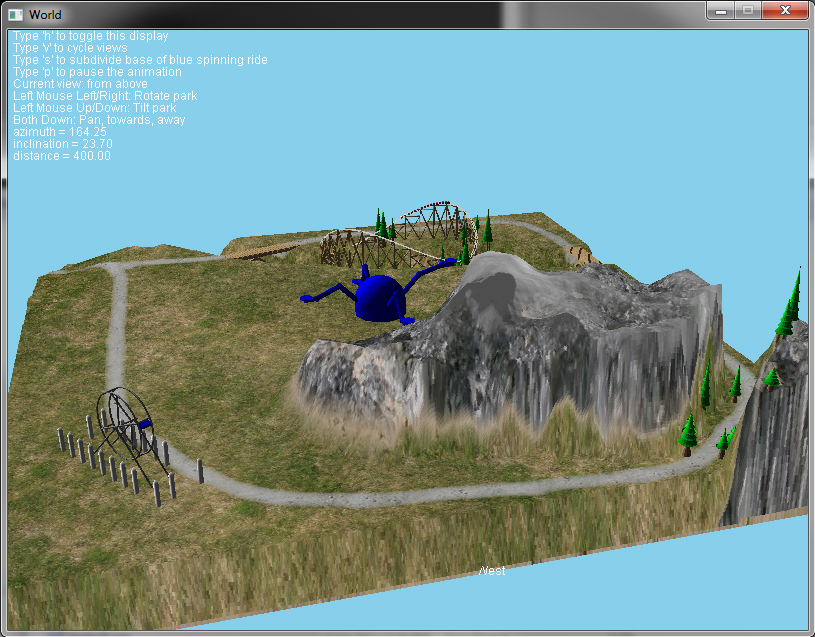 World
Type 'h' to toggle this display
Type 'v' to cycle views
Type 's' to subdivide base of blue spinning ride
Type 'p' to pause the animation
Current view: from above
Left Mouse Left/Right: Rotate park
Left Mouse Up/Down: Tilt park
Both Down: Pan, towards, away
azimuth = 164.25
inclination = 23.70
distance = 400.00
West